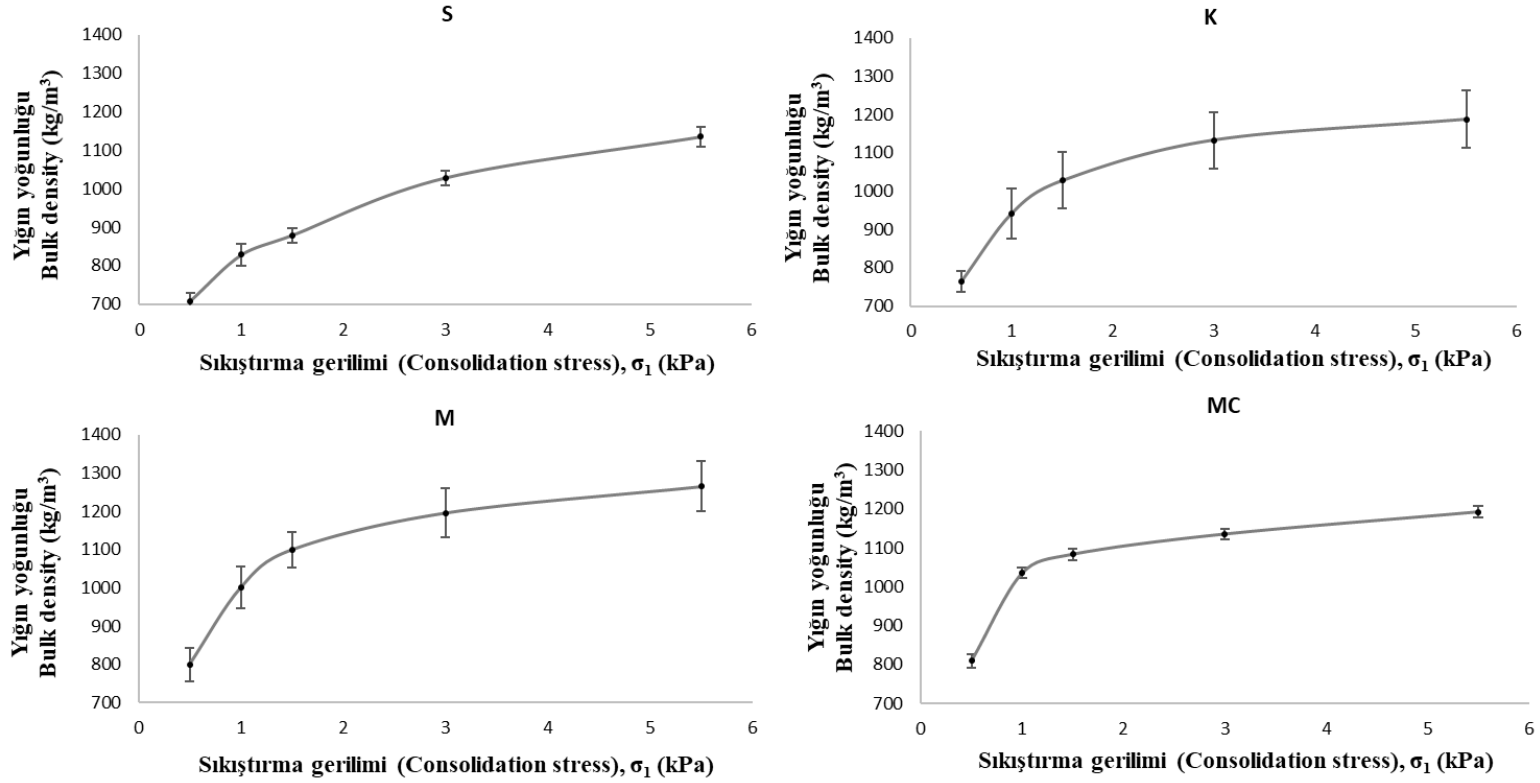 S
Yığın yoğunluğu
Bulk density (kg/m³)
1400
1300
1200
1100
1000
900
800
700
0 1 2 3 4 5 6
Sıkıştırma gerilimi (Consolidation stress), σ₁ (kPa)
K
Yığın yoğunluğu
Bulk density (kg/m³)
1400
1300
1200
1100
1000
900
800
700
0 1 2 3 4 5 6
Sıkıştırma gerilimi (Consolidation stress), σ₁ (kPa)
M
Yığın yoğunluğu
Bulk density (kg/m³)
1400
1300
1200
1100
1000
900
800
700
0 1 2 3 4 5 6
Sıkıştırma gerilimi (Consolidation stress), σ₁ (kPa)
MC
Yığın yoğunluğu
Bulk density (kg/m³)
1400
1300
1200
1100
1000
900
800
700
0 1 2 3 4 5 6
Sıkıştırma gerilimi (Consolidation stress), σ₁ (kPa)